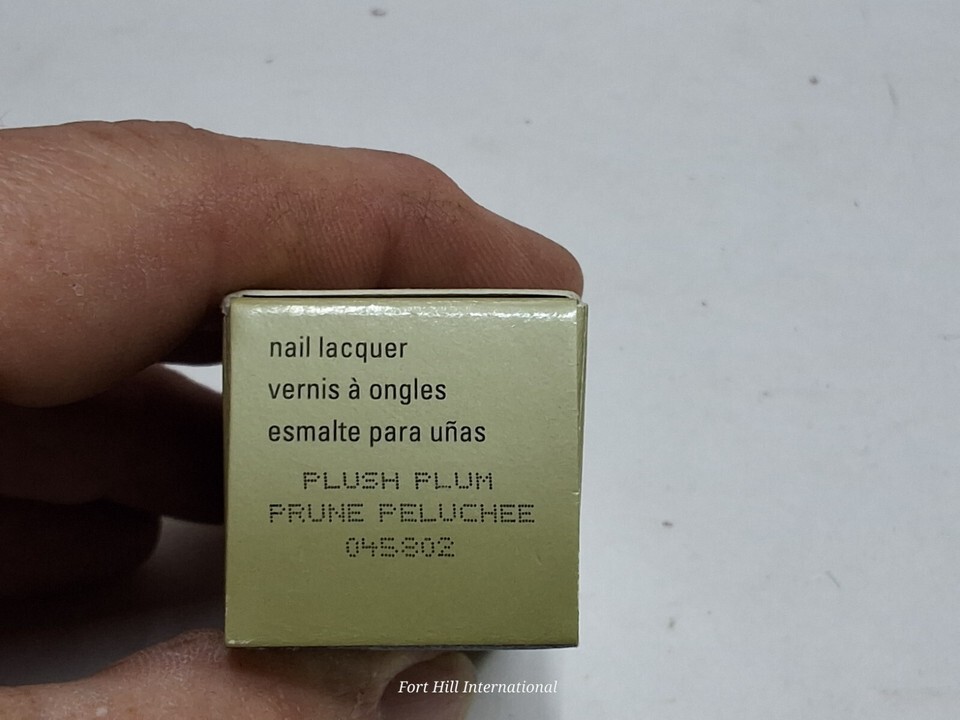 nail lacquer
vernis à ongles
esmalte para uñas
PLUSH PLUM
PRUNE PELUCHEE
045802
Fort Hill International